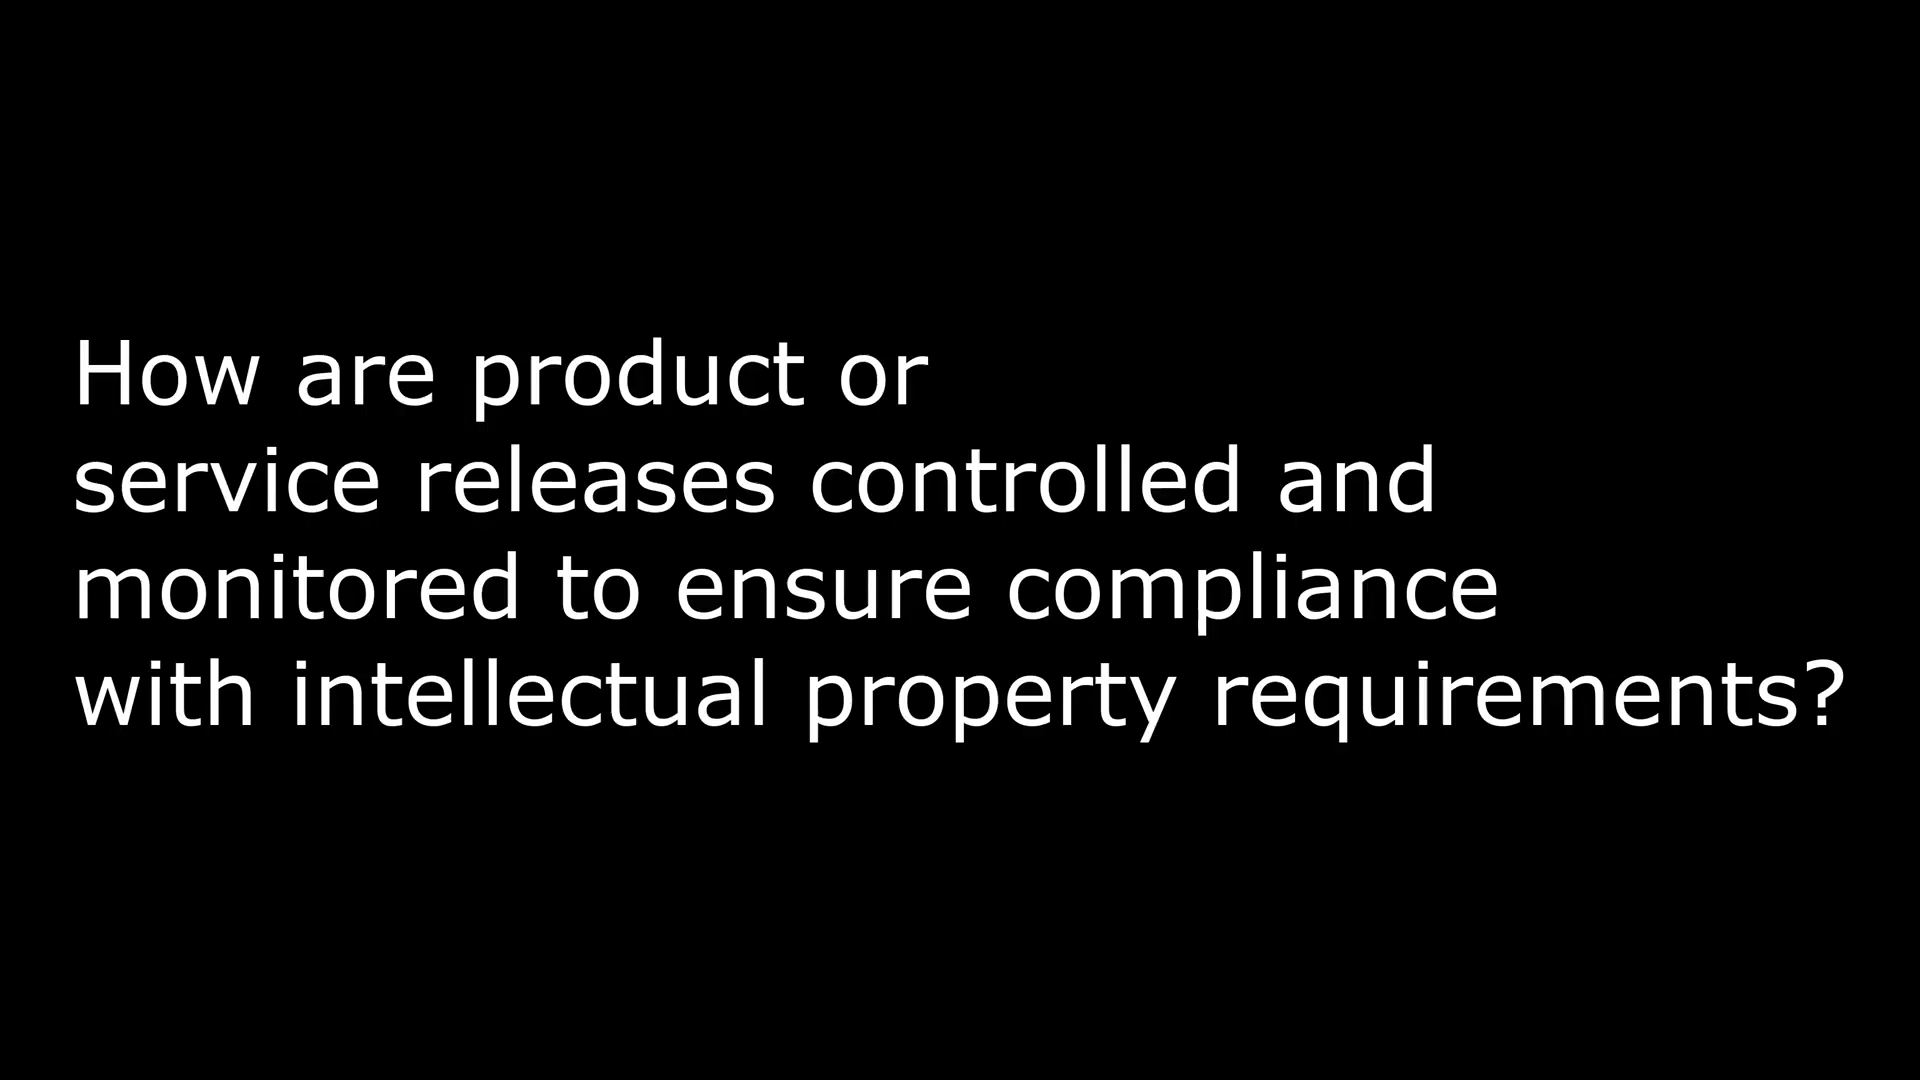 How are product or
service releases controlled and
monitored to ensure compliance
with intellectual property requirements?